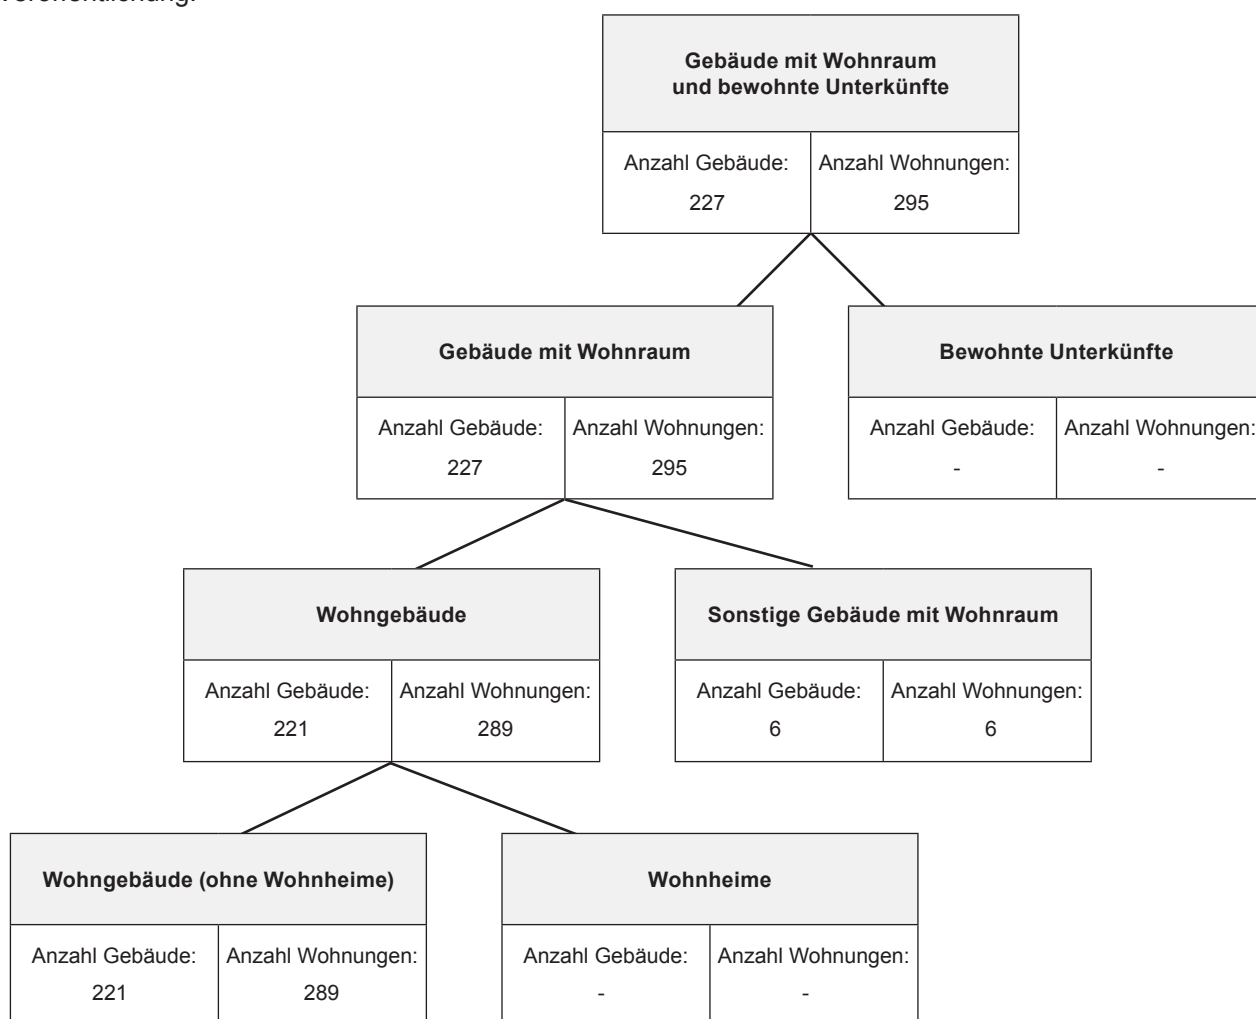 Veröffentlichung.
Gebäude mit Wohnraum
und bewohnte Unterkünfte
Anzahl Gebäude: Anzahl Wohnungen:
227 295
Gebäude mit Wohnraum Bewohnte Unterkünfte
Anzahl Gebäude: Anzahl Wohnungen: Anzahl Gebäude: Anzahl Wohnungen:
227 295 - -
Wohngebäude Sonstige Gebäude mit Wohnraum
Anzahl Gebäude: Anzahl Wohnungen: Anzahl Gebäude: Anzahl Wohnungen:
221 289 6 6
Wohngebäude (ohne Wohnheime) Wohnheime
Anzahl Gebäude: Anzahl Wohnungen: Anzahl Gebäude: Anzahl Wohnungen:
221 289 - -